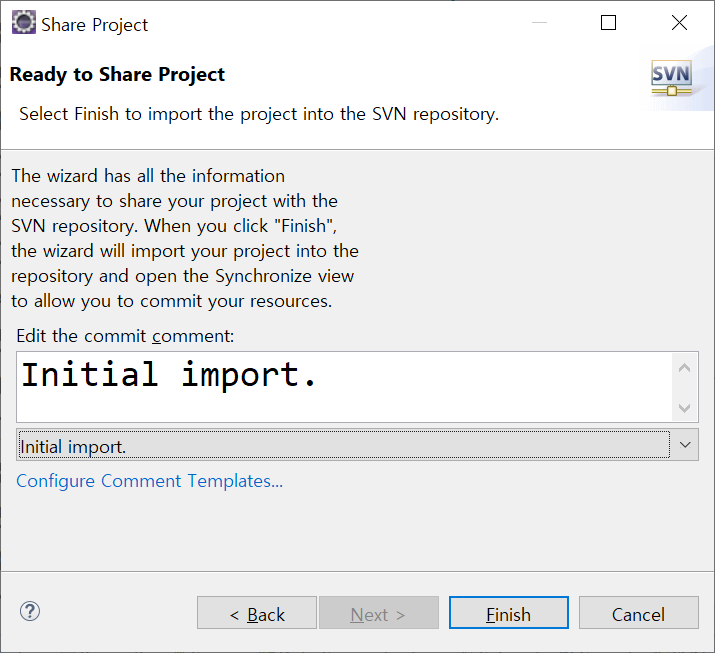 Share Project
Ready to Share Project
SVN
Select Finish to import the project into the SVN repository.
The wizard has all the information
necessary to share your project with the
SVN repository. When you click "Finish",
the wizard will import your project into the
repository and open the Synchronize view
to allow you to commit your resources.
Edit the commit comment:
Initial import.
Initial import.
Configure Comment Templates...
? < Back Next > Finish Cancel